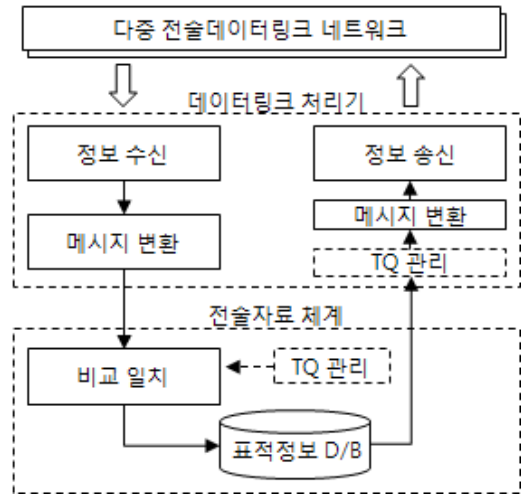 다중 전술데이터링크 네트워크
데이터링크 처리기
정보 수신
정보 송신
메시지 변환
메시지 변환
TQ 관리
전술자료 체계
비교 일치
TQ 관리
표적정보 D/B